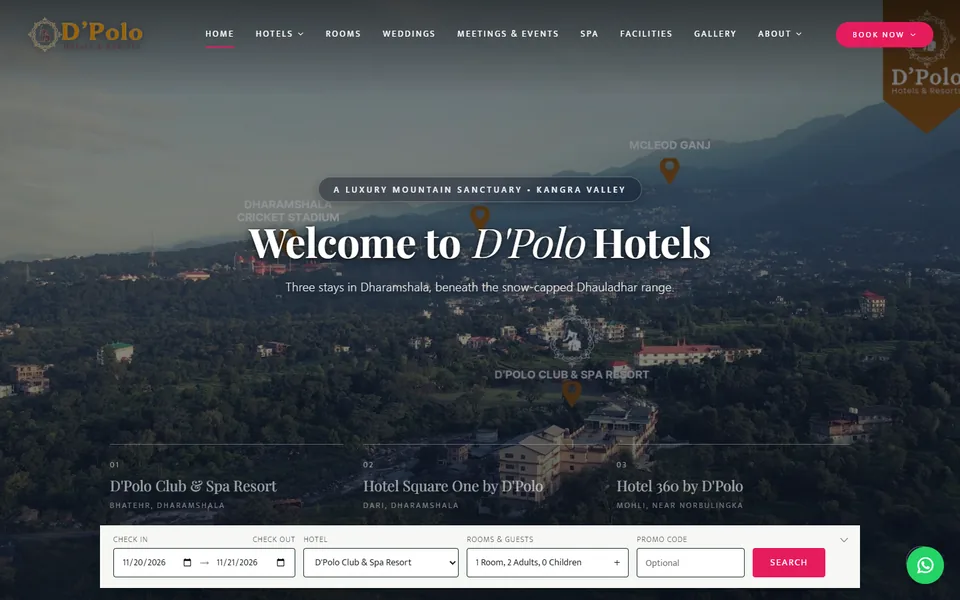 D'Polo
HOME
HOTELS
ROOMS
WEDDINGS
MEETINGS & EVENTS
SPA
FACILITIES
GALLERY
ABOUT
BOOK NOW
D'Polo
Hotels & Resorts
MCLEOD GANJ
A LUXURY MOUNTAIN SANCTUARY • KANGRA VALLEY
DHARAMSHALA
CRICKET STADIUM
Welcome to D'Polo Hotels
Three stays in Dharamshala, beneath the snow-capped Dhauladhar range.
D'POLO CLUB & SPA RESORT
01
D'Polo Club & Spa Resort
BHATEHR, DHARAMSHALA
02
Hotel Square One by D'Polo
DARI, DHARAMSHALA
03
Hotel 360 by D'Polo
MOHLI, NEAR NORBULINGKA
CHECK IN
CHECK OUT
HOTEL
ROOMS & GUESTS
PROMO CODE
11/20/2026 → 11/21/2026
D'Polo Club & Spa Resort
1 Room, 2 Adults, 0 Children +
Optional
SEARCH